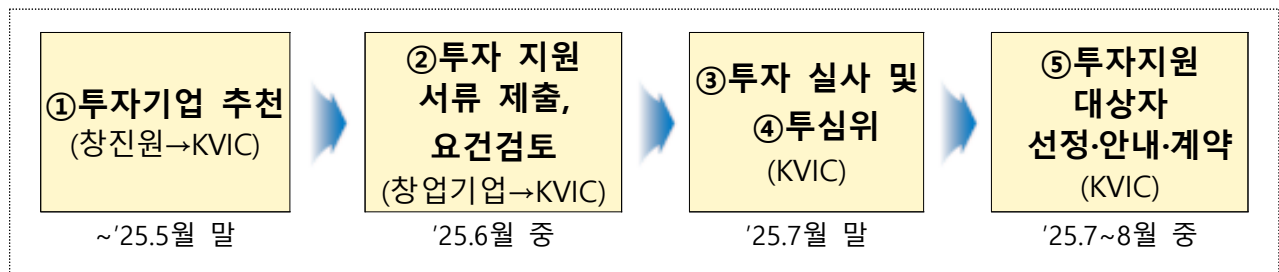 ①투자기업 추천
(창진원→KVIC)
~'25.5월 말
②투자 지원
서류 제출,
요건검토
(창업기업→KVIC)
'25.6월 중
③투자 실사 및
④투심위
(KVIC)
'25.7월 말
⑤투자지원
대상자
선정·안내·계약
(KVIC)
'25.7~8월 중